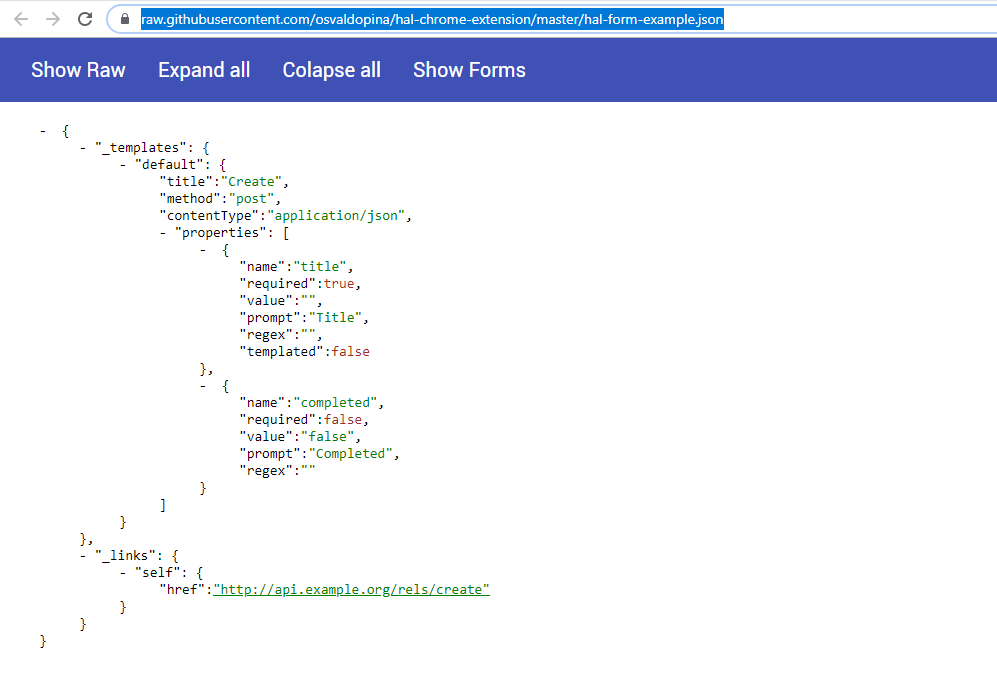 raw.githubusercontent.com/osvaldopina/hal-chrome-extension/master/hal-form-example.json
Show Raw Expand all Colapse all Show Forms
- {
- "_templates": {
- "default": {
"title":"Create",
"method":"post",
"contentType":"application/json",
- "properties": [
- {
"name":"title",
"required":true,
"value":"",
"prompt":"Title",
"regex":"",
"templated":false
},
- {
"name":"completed",
"required":false,
"value":"false",
"prompt":"Completed",
"regex":""
}
]
}
},
- "_links": {
- "self": {
"href":"http://api.example.org/rels/create"
}
}
}